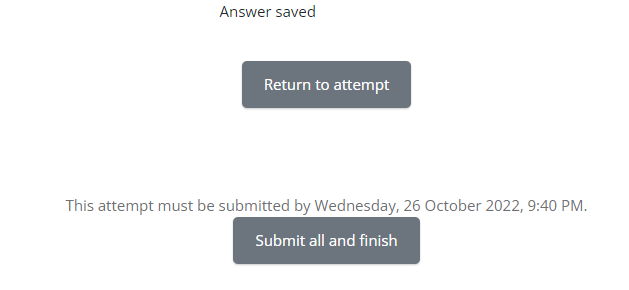 Answer saved
Return to attempt
This attempt must be submitted by Wednesday, 26 October 2022, 9:40 PM.
Submit all and finish